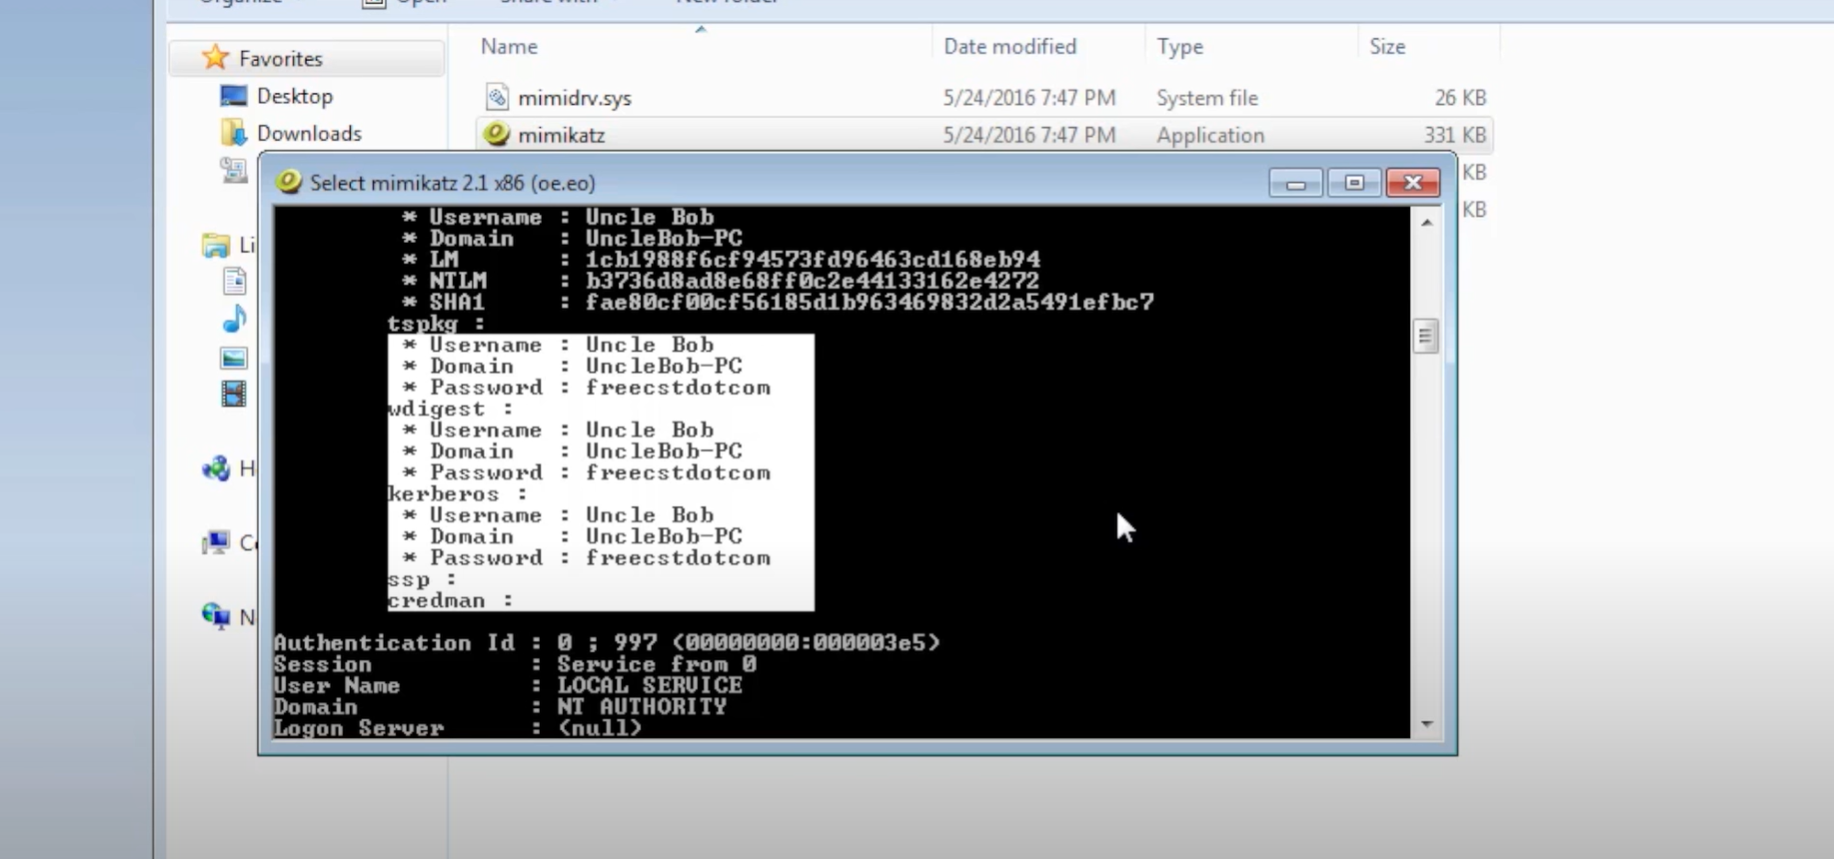 Organize
Open
Share with
New folder
Name Date modified Type Size
Favorites
Desktop
Downloads
mimidrv.sys 5/24/2016 7:47 PM System file 26 KB
mimikatz 5/24/2016 7:47 PM Application 331 KB
KB
KB
Li
H
C
N
Select mimikatz 2.1 x86 (oe.eo)
* Username : Uncle Bob
* Domain : UncleBob-PC
* LM : 1cb1988f6cf94573fd96463cd168eb94
* NTLM : b3736d8ad8e68ff0c2e44133162e4272
* SHA1 : fae80cf00cf56185d1b963469832d2a5491efbc7
tspkg :
* Username : Uncle Bob
* Domain : UncleBob-PC
* Password : freecstdotcom
wdigest :
* Username : Uncle Bob
* Domain : UncleBob-PC
* Password : freecstdotcom
kerberos :
* Username : Uncle Bob
* Domain : UncleBob-PC
* Password : freecstdotcom
ssp :
credman :
Authentication Id : 0 ; 997 (00000000:000003e5)
Session : Service from 0
User Name : LOCAL SERVICE
Domain : NT AUTHORITY
Logon Server : (null)